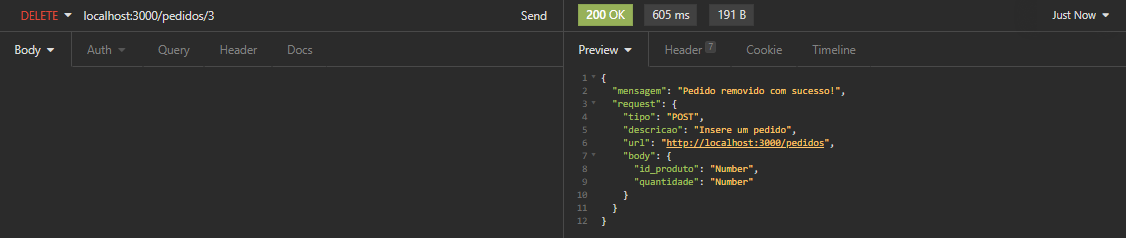 DELETE localhost:3000/pedidos/3 Send
200 OK 605 ms 191 B Just Now
Body Auth Query Header Docs
Preview Header 7 Cookie Timeline
1 {
2 "mensagem": "Pedido removido com sucesso!",
3 "request": {
4 "tipo": "POST",
5 "descricao": "Insere um pedido",
6 "url": "http://localhost:3000/pedidos",
7 "body": {
8 "id_produto": "Number",
9 "quantidade": "Number"
10 }
11 }
12 }